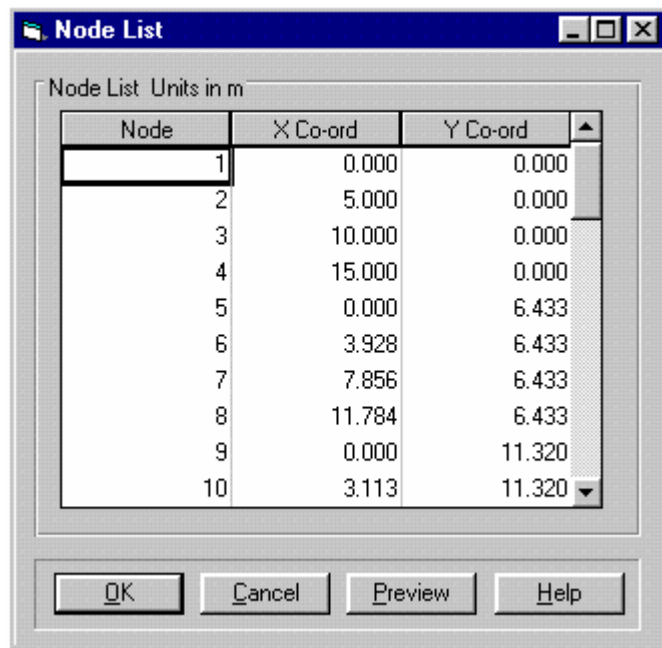 Node List
Node List Units in m
Node X Co-ord Y Co-ord
1 0.000 0.000
2 5.000 0.000
3 10.000 0.000
4 15.000 0.000
5 0.000 6.433
6 3.928 6.433
7 7.856 6.433
8 11.784 6.433
9 0.000 11.320
10 3.113 11.320
OK Cancel Preview Help